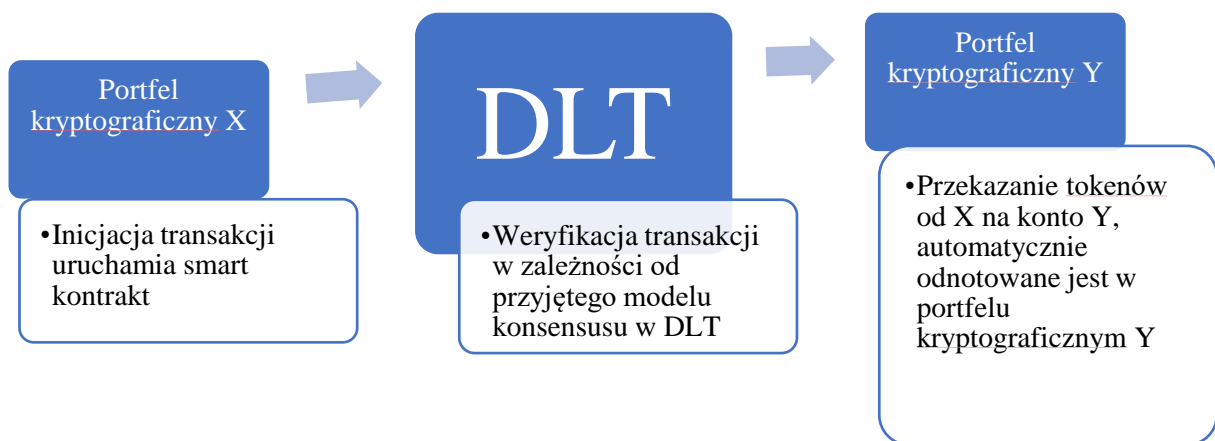 Portfel
kryptograficzny X
•Inicjacja transakcji
uruchamia smart
kontrakt
DLT
•Weryfikacja transakcji
w zależności od
przyjętego modelu
konsensusu w DLT
Portfel
kryptograficzny Y
•Przekazanie tokenów
od X na konto Y,
automatycznie
odnotowane jest w
portfelu
kryptograficznym Y